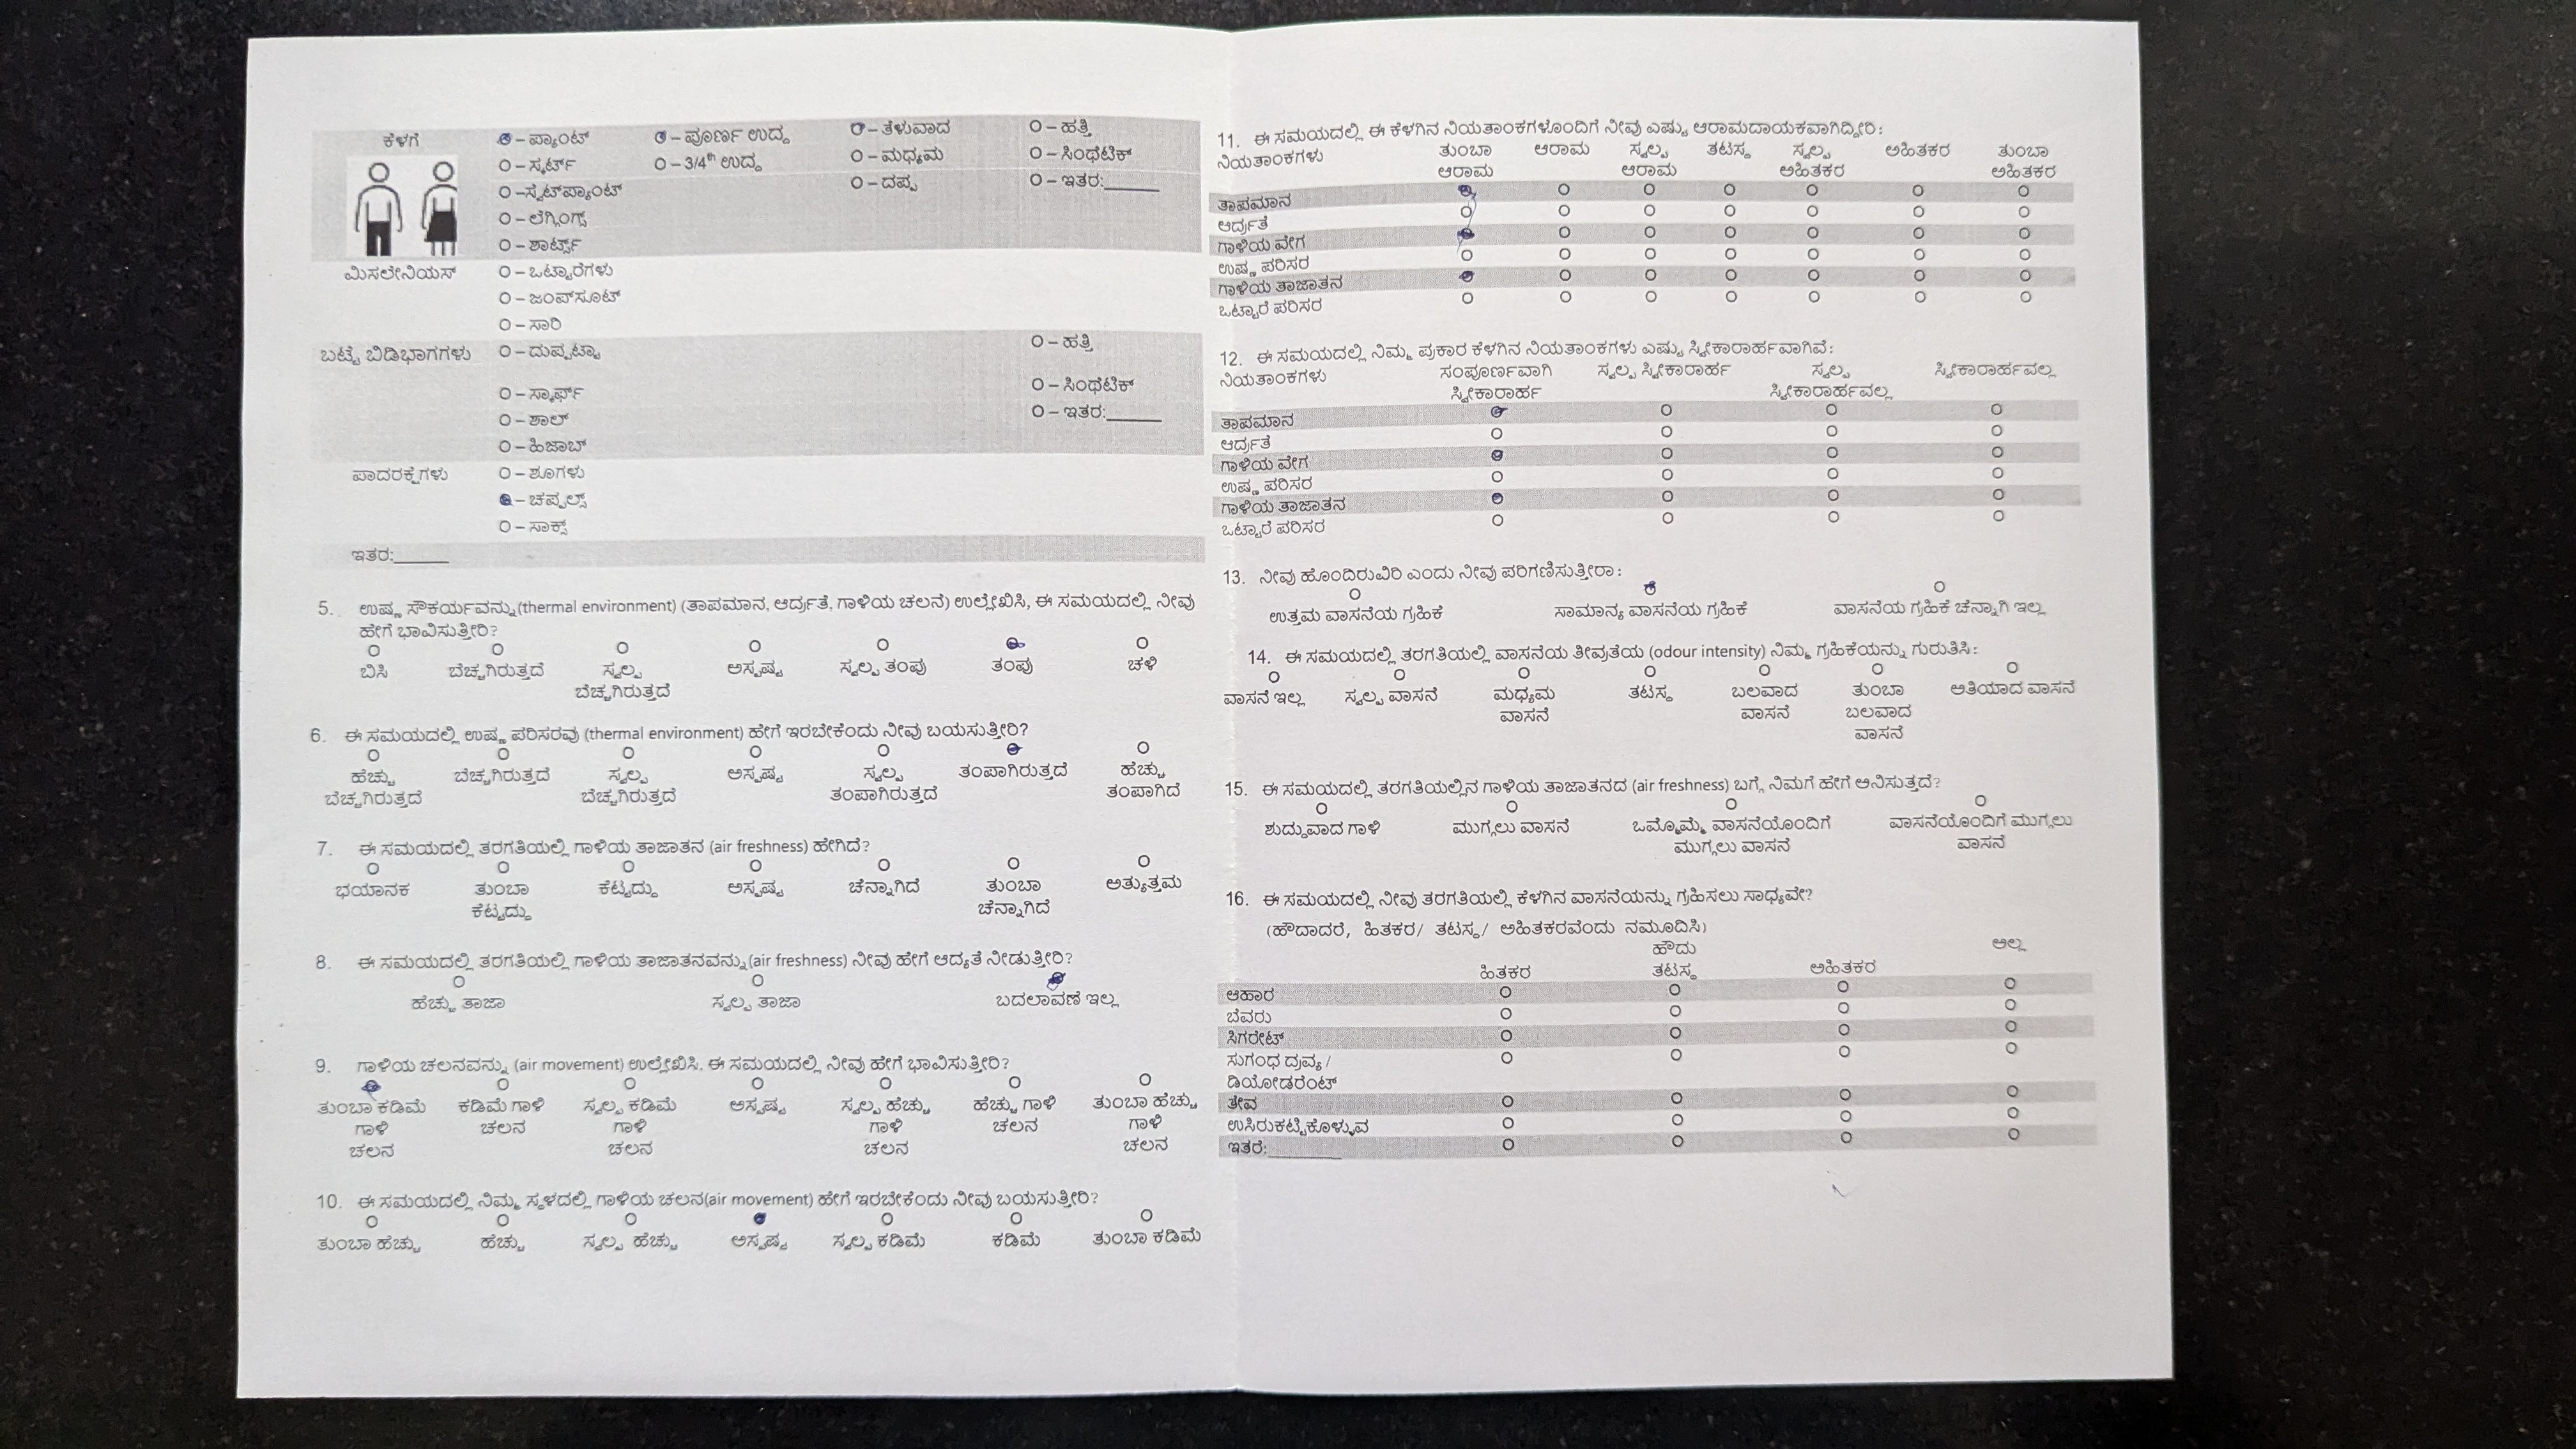 ಕೆಳಗೆ
O – ಪ್ಯಾಂಟ್ O – ಪೂರ್ಣ ಉದ್ದ O – ತೆಳುವಾದ O – ಹತ್ತಿ
O – ಸ್ಕರ್ಟ್ O – 3/4th ಉದ್ದ O – ಮಧ್ಯಮ O – ಸಿಂಥೆಟಿಕ್
O –ಸ್ವೆಟ್‌ಪ್ಯಾಂಟ್ O – ದಪ್ಪ O – ಇತರ:______
O – ಲೆಗ್ಗಿಂಗ್ಸ್
O – ಶಾರ್ಟ್ಸ್
ಮಿಸಲೇನಿಯಸ್ O – ಒಟ್ಟಾರೆಗಳು
O – ಜಂಪ್‌ಸೂಟ್
O – ಸಾರಿ
ಬಟ್ಟೆ ಬಿಡಿಭಾಗಗಳು O – ದುಪ್ಪಟ್ಟಾ O – ಹತ್ತಿ
O – ಸ್ಕಾರ್ಫ್ O – ಸಿಂಥೆಟಿಕ್
O – ಶಾಲ್ O – ಇತರ:______
O – ಹಿಜಾಬ್
ಪಾದರಕ್ಷೆಗಳು O – ಶೂಗಳು
O – ಚಪ್ಪಲ್ಸ್
O – ಸಾಕ್ಸ್
ಇತರ:______
5. ಉಷ್ಣ ಸೌಕರ್ಯವನ್ನು(thermal environment) (ತಾಪಮಾನ, ಆರ್ದ್ರತೆ, ಗಾಳಿಯ ಚಲನೆ) ಉಲ್ಲೇಖಿಸಿ, ಈ ಸಮಯದಲ್ಲಿ ನೀವು
ಹೇಗೆ ಭಾವಿಸುತ್ತೀರಿ?
ಬಿಸಿ ಬೆಚ್ಚಗಿರುತ್ತದೆ ಸ್ವಲ್ಪ ಅಸ್ಪಷ್ಟ ಸ್ವಲ್ಪ ತಂಪು ತಂಪು ಚಳಿ
ಬೆಚ್ಚಗಿರುತ್ತದೆ
6. ಈ ಸಮಯದಲ್ಲಿ ಉಷ್ಣ ಪರಿಸರವು (thermal environment) ಹೇಗೆ ಇರಬೇಕೆಂದು ನೀವು ಬಯಸುತ್ತೀರಿ?
ಹೆಚ್ಚು ಬೆಚ್ಚಗಿರುತ್ತದೆ ಸ್ವಲ್ಪ ಅಸ್ಪಷ್ಟ ಸ್ವಲ್ಪ ತಂಪಾಗಿರುತ್ತದೆ ಹೆಚ್ಚು
ಬೆಚ್ಚಗಿರುತ್ತದೆ ಬೆಚ್ಚಗಿರುತ್ತದೆ ತಂಪಾಗಿರುತ್ತದೆ ತಂಪಾಗಿದೆ
7. ಈ ಸಮಯದಲ್ಲಿ ತರಗತಿಯಲ್ಲಿ ಗಾಳಿಯ ತಾಜಾತನ (air freshness) ಹೇಗಿದೆ?
ಭಯಾನಕ ತುಂಬಾ ಕೆಟ್ಟದ್ದು ಅಸ್ಪಷ್ಟ ಚೆನ್ನಾಗಿದೆ ತುಂಬಾ ಅತ್ಯುತ್ತಮ
ಕೆಟ್ಟದ್ದು ಚೆನ್ನಾಗಿದೆ
8. ಈ ಸಮಯದಲ್ಲಿ ತರಗತಿಯಲ್ಲಿ ಗಾಳಿಯ ತಾಜಾತನವನ್ನು(air freshness) ನೀವು ಹೇಗೆ ಆದ್ಯತೆ ನೀಡುತ್ತೀರಿ?
ಹೆಚ್ಚು ತಾಜಾ ಸ್ವಲ್ಪ ತಾಜಾ ಬದಲಾವಣೆ ಇಲ್ಲ
9. ಗಾಳಿಯ ಚಲನವನ್ನು (air movement) ಉಲ್ಲೇಖಿಸಿ, ಈ ಸಮಯದಲ್ಲಿ ನೀವು ಹೇಗೆ ಭಾವಿಸುತ್ತೀರಿ?
ತುಂಬಾ ಕಡಿಮೆ ಕಡಿಮೆ ಗಾಳಿ ಸ್ವಲ್ಪ ಕಡಿಮೆ ಅಸ್ಪಷ್ಟ ಸ್ವಲ್ಪ ಹೆಚ್ಚು ಹೆಚ್ಚು ಗಾಳಿ ತುಂಬಾ ಹೆಚ್ಚು
ಗಾಳಿ ಚಲನ ಗಾಳಿ ಗಾಳಿ ಚಲನ ಗಾಳಿ
ಚಲನ ಚಲನ ಚಲನ ಚಲನ
10. ಈ ಸಮಯದಲ್ಲಿ ನಿಮ್ಮ ಸ್ಥಳದಲ್ಲಿ ಗಾಳಿಯ ಚಲನ(air movement) ಹೇಗೆ ಇರಬೇಕೆಂದು ನೀವು ಬಯಸುತ್ತೀರಿ?
ತುಂಬಾ ಹೆಚ್ಚು ಹೆಚ್ಚು ಸ್ವಲ್ಪ ಹೆಚ್ಚು ಅಸ್ಪಷ್ಟ ಸ್ವಲ್ಪ ಕಡಿಮೆ ಕಡಿಮೆ ತುಂಬಾ ಕಡಿಮೆ
11. ಈ ಸಮಯದಲ್ಲಿ ಈ ಕೆಳಗಿನ ನಿಯತಾಂಕಗಳೊಂದಿಗೆ ನೀವು ಎಷ್ಟು ಆರಾಮದಾಯಕವಾಗಿದ್ದೀರಿ:
ನಿಯತಾಂಕಗಳು ತುಂಬಾ ಆರಾಮ ಸ್ವಲ್ಪ ತಟಸ್ಥ ಸ್ವಲ್ಪ ಅಹಿತಕರ ತುಂಬಾ
ಆರಾಮ ಆರಾಮ ಅಹಿತಕರ ಅಹಿತಕರ
ತಾಪಮಾನ
ಆರ್ದ್ರತೆ
ಗಾಳಿಯ ವೇಗ
ಉಷ್ಣ ಪರಿಸರ
ಗಾಳಿಯ ತಾಜಾತನ
ಒಟ್ಟಾರೆ ಪರಿಸರ
12. ಈ ಸಮಯದಲ್ಲಿ ನಿಮ್ಮ ಪ್ರಕಾರ ಕೆಳಗಿನ ನಿಯತಾಂಕಗಳು ಎಷ್ಟು ಸ್ವೀಕಾರಾರ್ಹವಾಗಿವೆ:
ನಿಯತಾಂಕಗಳು ಸಂಪೂರ್ಣವಾಗಿ ಸ್ವಲ್ಪ ಸ್ವೀಕಾರಾರ್ಹ ಸ್ವಲ್ಪ ಸ್ವೀಕಾರಾರ್ಹವಲ್ಲ
ಸ್ವೀಕಾರಾರ್ಹ ಸ್ವೀಕಾರಾರ್ಹವಲ್ಲ
ತಾಪಮಾನ
ಆರ್ದ್ರತೆ
ಗಾಳಿಯ ವೇಗ
ಉಷ್ಣ ಪರಿಸರ
ಗಾಳಿಯ ತಾಜಾತನ
ಒಟ್ಟಾರೆ ಪರಿಸರ
13. ನೀವು ಹೊಂದಿರುವಿರಿ ಎಂದು ನೀವು ಪರಿಗಣಿಸುತ್ತೀರಾ:
ಉತ್ತಮ ವಾಸನೆಯ ಗ್ರಹಿಕೆ ಸಾಮಾನ್ಯ ವಾಸನೆಯ ಗ್ರಹಿಕೆ ವಾಸನೆಯ ಗ್ರಹಿಕೆ ಚೆನ್ನಾಗಿ ಇಲ್ಲ
14. ಈ ಸಮಯದಲ್ಲಿ ತರಗತಿಯಲ್ಲಿ ವಾಸನೆಯ ತೀವ್ರತೆಯ (odour intensity) ನಿಮ್ಮ ಗ್ರಹಿಕೆಯನ್ನು ಗುರುತಿಸಿ:
ವಾಸನೆ ಇಲ್ಲ ಸ್ವಲ್ಪ ವಾಸನೆ ಮಧ್ಯಮ ತಟಸ್ಥ ಬಲವಾದ ತುಂಬಾ ಅತಿಯಾದ ವಾಸನೆ
ವಾಸನೆ ವಾಸನೆ ಬಲವಾದ
ವಾಸನೆ
15. ಈ ಸಮಯದಲ್ಲಿ ತರಗತಿಯಲ್ಲಿನ ಗಾಳಿಯ ತಾಜಾತನದ (air freshness) ಬಗ್ಗೆ ನಿಮಗೆ ಹೇಗೆ ಅನಿಸುತ್ತದೆ?
ಶುದ್ಧವಾದ ಗಾಳಿ ಮುಗ್ಗಲು ವಾಸನೆ ಒಮ್ಮೊಮ್ಮೆ ವಾಸನೆಯೊಂದಿಗೆ ವಾಸನೆಯೊಂದಿಗೆ ಮುಗ್ಗಲು
ಮುಗ್ಗಲು ವಾಸನೆ ವಾಸನೆ
16. ಈ ಸಮಯದಲ್ಲಿ ನೀವು ತರಗತಿಯಲ್ಲಿ ಕೆಳಗಿನ ವಾಸನೆಯನ್ನು ಗ್ರಹಿಸಲು ಸಾಧ್ಯವೇ?
(ಹೌದಾದರೆ, ಹಿತಕರ/ ತಟಸ್ಥ/ ಅಹಿತಕರವೆಂದು ನಮೂದಿಸಿ)
ಹೌದು ಅಲ್ಲ
ಹಿತಕರ ತಟಸ್ಥ ಅಹಿತಕರ
ಆಹಾರ
ಬೆವರು
ಸಿಗರೇಟ್
ಸುಗಂಧ ದ್ರವ್ಯ /
ಡಿಯೋಡರೆಂಟ್
ತೇವ
ಉಸಿರುಕಟ್ಟಿಕೊಳ್ಳುವ
ಇತರೆ:________